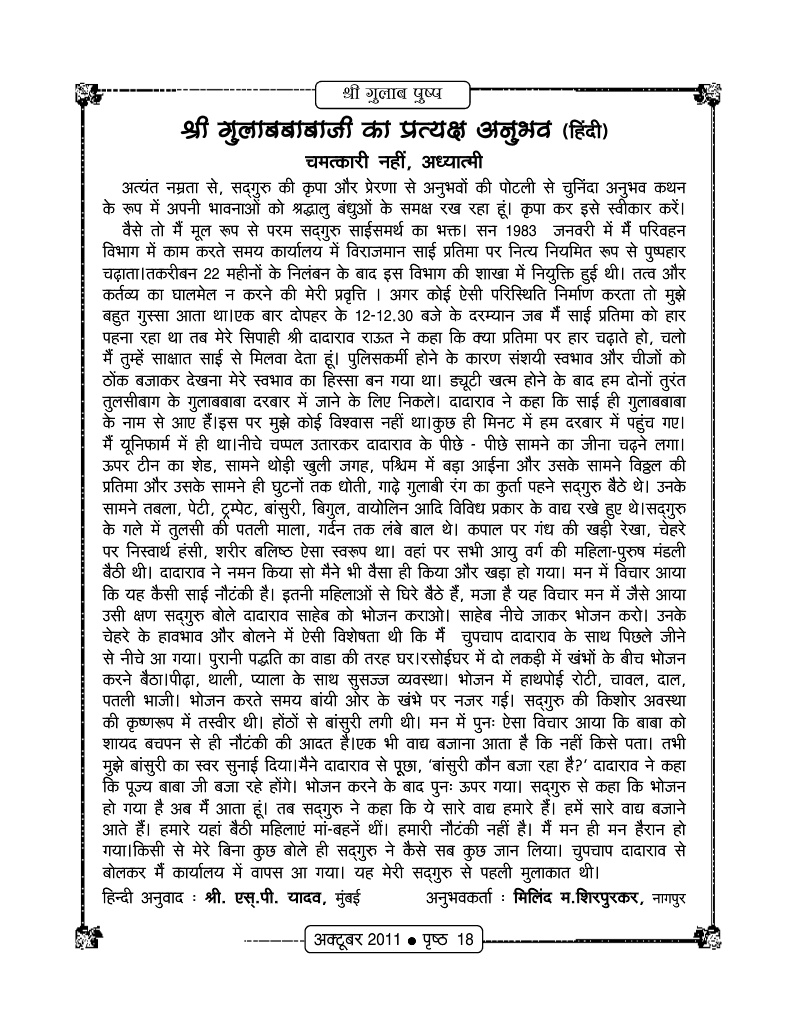 श्री गुलाब पुष्प
श्री गुलाबबाबाजी का प्रत्यक्ष अनुभव (हिंदी)
चमत्कारी नहीं, अध्यात्मी
अत्यंत नम्रता से, सद्‌गुरु की कृपा और प्रेरणा से अनुभवों की पोटली से चुनिंदा अनुभव कथन
के रूप में अपनी भावनाओं को श्रद्धालु बंधुओं के समक्ष रख रहा हूं। कृपा कर इसे स्वीकार करें।
वैसे तो मैं मूल रूप से परम सद्‌गुरु साईसमर्थ का भक्त। सन 1983 जनवरी में मैं परिवहन
विभाग में काम करते समय कार्यालय में विराजमान साई प्रतिमा पर नित्य नियमित रूप से पुष्पहार
चढ़ाता।तकरीबन 22 महीनों के निलंबन के बाद इस विभाग की शाखा में नियुक्ति हुई थी। तत्व और
कर्तव्य का घालमेल न करने की मेरी प्रवृत्ति । अगर कोई ऐसी परिस्थिति निर्माण करता तो मुझे
बहुत गुस्सा आता था।एक बार दोपहर के 12-12.30 बजे के दरम्यान जब मैं साई प्रतिमा को हार
पहना रहा था तब मेरे सिपाही श्री दादाराव राऊत ने कहा कि क्या प्रतिमा पर हार चढ़ाते हो, चलो
मैं तुम्हें साक्षात साई से मिलवा देता हूं। पुलिसकर्मी होने के कारण संशयी स्वभाव और चीजों को
ठोंक बजाकर देखना मेरे स्वभाव का हिस्सा बन गया था। ड्यूटी खत्म होने के बाद हम दोनों तुरंत
तुलसीबाग के गुलाबबाबा दरबार में जाने के लिए निकले। दादाराव ने कहा कि साई ही गुलाबबाबा
के नाम से आए हैं।इस पर मुझे कोई विश्वास नहीं था।कुछ ही मिनट में हम दरबार में पहुंच गए।
मैं यूनिफार्म में ही था।नीचे चप्पल उतारकर दादाराव के पीछे - पीछे सामने का जीना चढ़ने लगा।
ऊपर टीन का शेड, सामने थोड़ी खुली जगह, पश्चिम में बड़ा आईना और उसके सामने विठ्ठल की
प्रतिमा और उसके सामने ही घुटनों तक धोती, गाढ़े गुलाबी रंग का कुर्ता पहने सद्‌गुरु बैठे थे। उनके
सामने तबला, पेटी, ट्रम्पेट, बांसुरी, बिगुल, वायोलिन आदि विविध प्रकार के वाद्य रखे हुए थे।सद्‌गुरु
के गले में तुलसी की पतली माला, गर्दन तक लंबे बाल थे। कपाल पर गंध की खड़ी रेखा, चेहरे
पर निस्वार्थ हंसी, शरीर बलिष्ठ ऐसा स्वरूप था। वहां पर सभी आयु वर्ग की महिला-पुरुष मंडली
बैठी थी। दादाराव ने नमन किया सो मैने भी वैसा ही किया और खड़ा हो गया। मन में विचार आया
कि यह कैसी साई नौटंकी है। इतनी महिलाओं से घिरे बैठे हैं, मजा है यह विचार मन में जैसे आया
उसी क्षण सद्‌गुरु बोले दादाराव साहेब को भोजन कराओ। साहेब नीचे जाकर भोजन करो। उनके
चेहरे के हावभाव और बोलने में ऐसी विशेषता थी कि मैं चुपचाप दादाराव के साथ पिछले जीने
से नीचे आ गया। पुरानी पद्धति का वाडा की तरह घर।रसोईघर में दो लकड़ी में खंभों के बीच भोजन
करने बैठा।पीढ़ा, थाली, प्याला के साथ सुसज्ज व्यवस्था। भोजन में हाथपोई रोटी, चावल, दाल,
पतली भाजी। भोजन करते समय बांयी ओर के खंभे पर नजर गई। सद्‌गुरु की किशोर अवस्था
की कृष्णरूप में तस्वीर थी। होंठों से बांसुरी लगी थी। मन में पुनः ऐसा विचार आया कि बाबा को
शायद बचपन से ही नौटंकी की आदत है।एक भी वाद्य बजाना आता है कि नहीं किसे पता। तभी
मुझे बांसुरी का स्वर सुनाई दिया।मैने दादाराव से पूछा, 'बांसुरी कौन बजा रहा है?' दादाराव ने कहा
कि पूज्य बाबा जी बजा रहे होंगे। भोजन करने के बाद पुनः ऊपर गया। सद्‌गुरु से कहा कि भोजन
हो गया है अब मैं आता हूं। तब सद्‌गुरु ने कहा कि ये सारे वाद्य हमारे हैं। हमें सारे वाद्य बजाने
आते हैं। हमारे यहां बैठी महिलाएं मां-बहनें थीं। हमारी नौटंकी नहीं है। मैं मन ही मन हैरान हो
गया।किसी से मेरे बिना कुछ बोले ही सद्‌गुरु ने कैसे सब कुछ जान लिया। चुपचाप दादाराव से
बोलकर मैं कार्यालय में वापस आ गया। यह मेरी सद्‌गुरु से पहली मुलाकात थी।
हिन्दी अनुवाद : श्री. एस्.पी. यादव, मुंबई अनुभवकर्ता : मिलिंद म.शिरपुरकर, नागपुर
अक्टूबर 2011 ● पृष्ठ 18